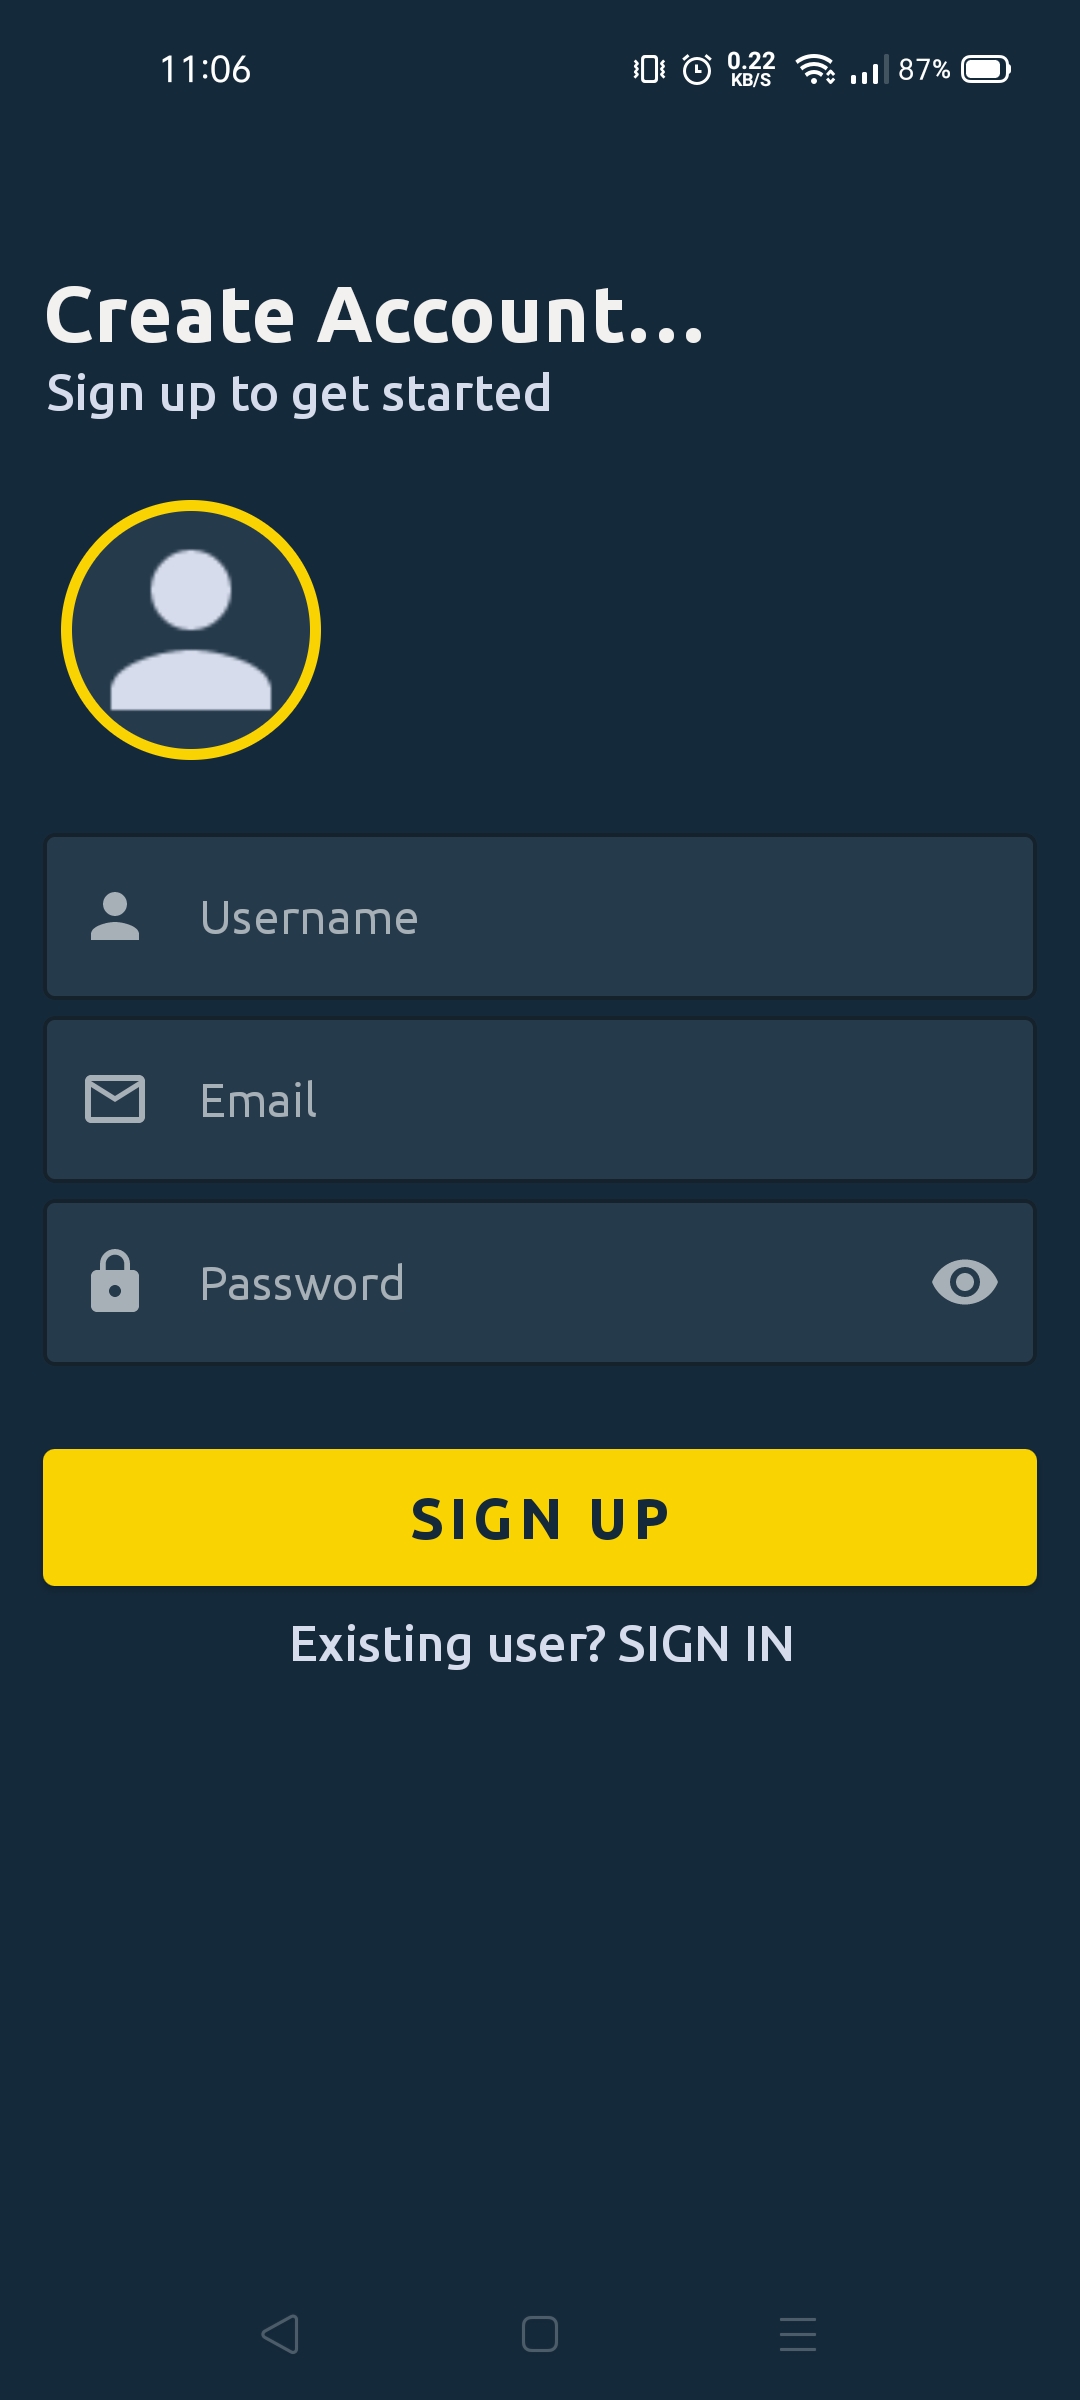 11:06
0.22
KB/S
87%
Create Account...
Sign up to get started
Username
Email
Password
SIGN UP
Existing user? SIGN IN